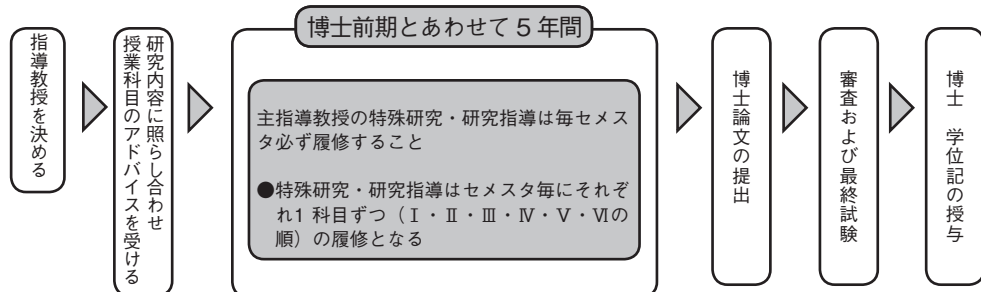 指導教授を決める
研究内容に照らし合わせ
授業科目のアドバイスを受ける
博士前期とあわせて5年間
主指導教授の特殊研究・研究指導は毎セメス
タ必ず履修すること
●特殊研究・研究指導はセメスタ毎にそれぞ
れ1 科目ずつ（Ⅰ・Ⅱ・Ⅲ・Ⅳ・Ⅴ・Ⅵの
順）の履修となる
博士論文の提出
審査および最終試験
博士　学位記の授与